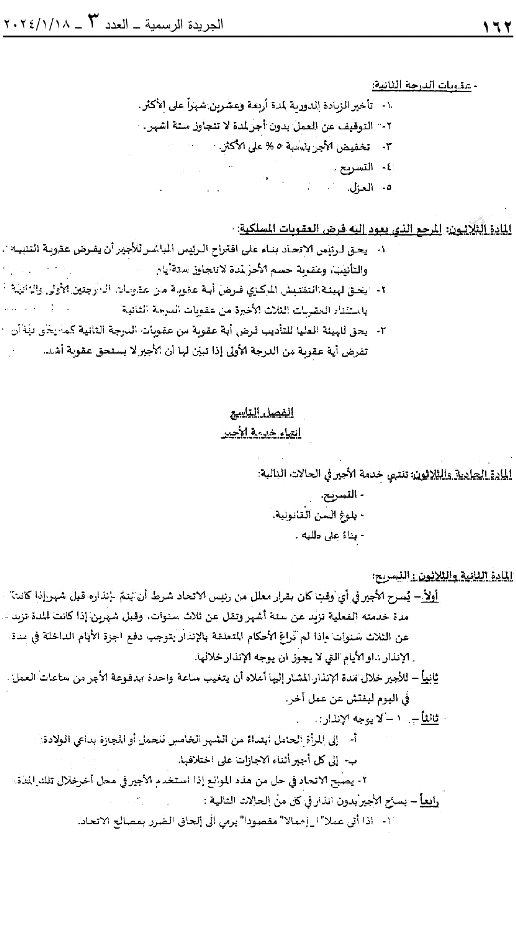 ١٦٢
الجريدة الرسمية – العدد ٣ – ٢٠٢٤/١/١٨
- عقوبات الدرجة الثانية:
١- تأخير الزيادة الدورية لمدة أربعة وعشرين شهراً على الأكثر.
٢- التوقيف عن العمل بدون أجر لمدة لا تتجاوز ستة اشهر.
٣- تخفيض الأجر بنسبة ٥% على الأكثر.
٤- التسريح.
٥- العزل.
المادة الثلاثون: المرجع الذي يعود إليه فرض العقوبات المسلكية:
١- يحق لرئيس الاتحاد بناء على اقتراح الرئيس المباشر للأجير أن يفرض عقوبة التنبيه
والتأنيب، وعقوبة حسم الأجر لمدة لا تتجاوز ستة أيام
٢- يحق لهيئة التفتيش المركزي فرض أية عقوبة من عقوبات الدرجتين الأولى والثانية
باستثناء العقوبات الثلاث الأخيرة من عقوبات الدرجة الثانية
٣- يحق للهيئة العليا للتأديب فرض أية عقوبة من عقوبات الدرجة الثانية كما يحق لها أن
تفرض أية عقوبة من الدرجة الأولى إذا تبيّن لها أن الأجير لا يستحق عقوبة أشد.
الفصل التاسع
إنتهاء خدمة الأجير
المادة الحادية والثلاثون: تنتهي خدمة الأجير في الحالات التالية:
- التسريح.
- بلوغ السن القانونية.
- بناءً على طلبه .
المادة الثانية والثلاثون : التسريح:
أولاً – يُسرح الأجير في أي وقت كان بقرار معلل من رئيس الاتحاد شرط أن يتمّ إنذاره قبل شهر إذا كانت
مدة خدمته الفعلية تزيد عن ستة أشهر وتقل عن ثلاث سنوات، وقبل شهرين إذا كانت المدة تزيد
عن الثلاث سنوات وإذا لم تراعَ الأحكام المتعلقة بالإنذار يتوجب دفع اجرة الأيام الداخلة في مدة
الإنذار أو الأيام التي لا يجوز ان يوجه الإنذار خلالها.
ثانياً – للأجير خلال مدة الإنذار المشار إليها أعلاه أن يتغيب ساعة واحدة مدفوعة الأجر من ساعات العمل
في اليوم ليفتش عن عمل آخر.
ثالثاً – ١ – لا يوجه الإنذار:
أ- إلى المرأة الحامل ابتداءً من الشهر الخامس للحمل أو المجازة بداعي الولادة.
ب- إلى كل أجير أثناء الاجازات على اختلافها.
٢- يصبح الاتحاد في حل من هذه الموانع إذا استخدم الأجير في محل آخر خلال تلك المدة.
رابعاً – يسرّح الأجير بدون انذار في كل من الحالات التالية :
١- اذا أتى عملاً أو إهمالاً مقصوداً يرمي الى إلحاق الضرر بمصالح الاتحاد.